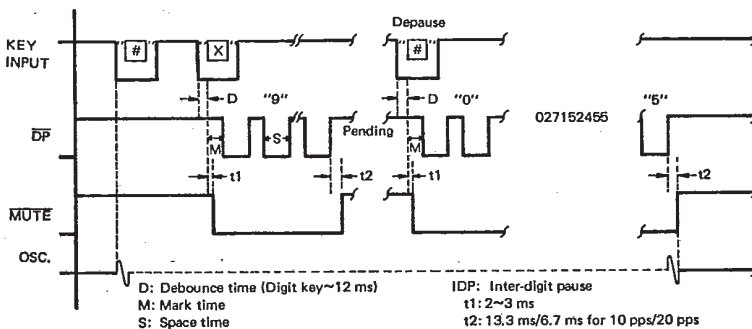 Depause
KEY INPUT
" # " " X " " # "
D "9" D "0" 027152455 "5"
DP Pending
M S M
t1 t2 t1 t2
MUTE
OSC.
D: Debounce time (Digit key~12 ms)
M: Mark time
S: Space time
IDP: Inter-digit pause
t1: 2~3 ms
t2: 13.3 ms/6.7 ms for 10 pps/20 pps